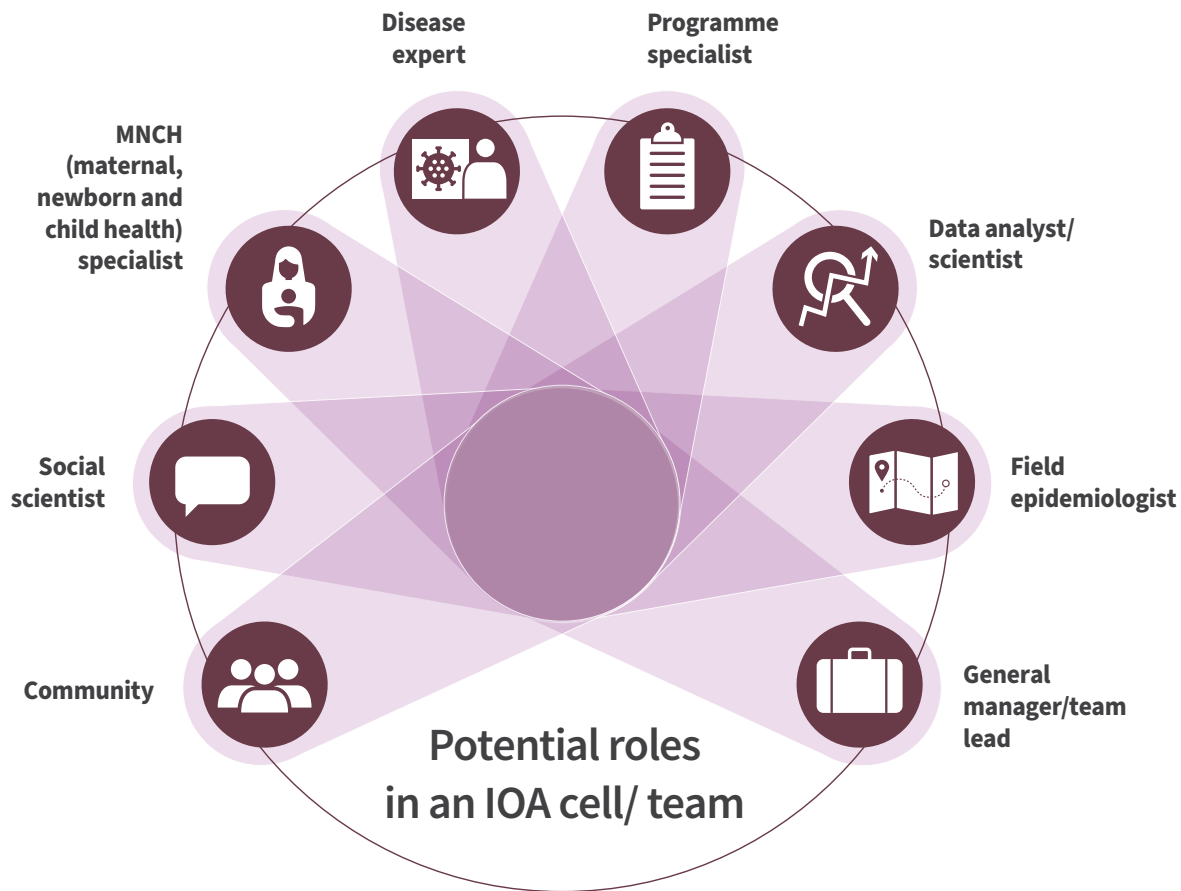 Disease
expert
Programme
specialist
MNCH
(maternal,
newborn and
child health)
specialist
Data analyst/
scientist
Social
scientist
Field
epidemiologist
Community
General
manager/team
lead
Potential roles
in an IOA cell/ team